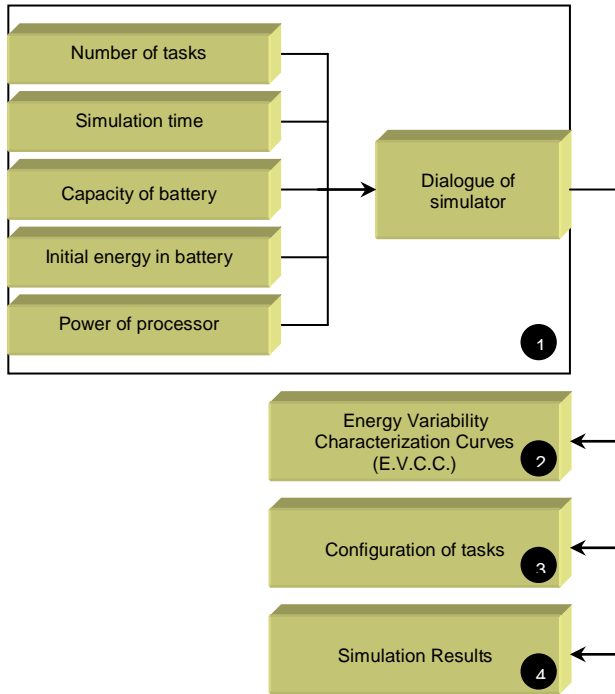 Number of tasks
Simulation time
Capacity of battery
Initial energy in battery
Power of processor
Dialogue of
simulator
1
Energy Variability
Characterization Curves
(E.V.C.C.)
2
Configuration of tasks
3
Simulation Results
4